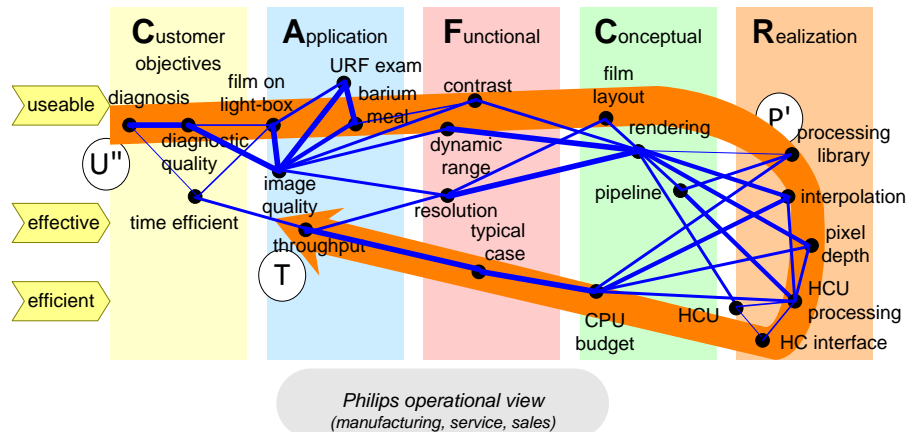 Customer
objectives
Application
Functional
Conceptual
Realization
useable
effective
efficient
diagnosis
film on
light-box
diagnostic
quality
U"
time efficient
URF exam
barium
meal
image
quality
throughput
T
contrast
dynamic
range
resolution
typical
case
film
layout
rendering
pipeline
CPU
budget
P'
processing
library
interpolation
pixel
depth
HCU
processing
HCU
HC interface
Philips operational view
(manufacturing, service, sales)